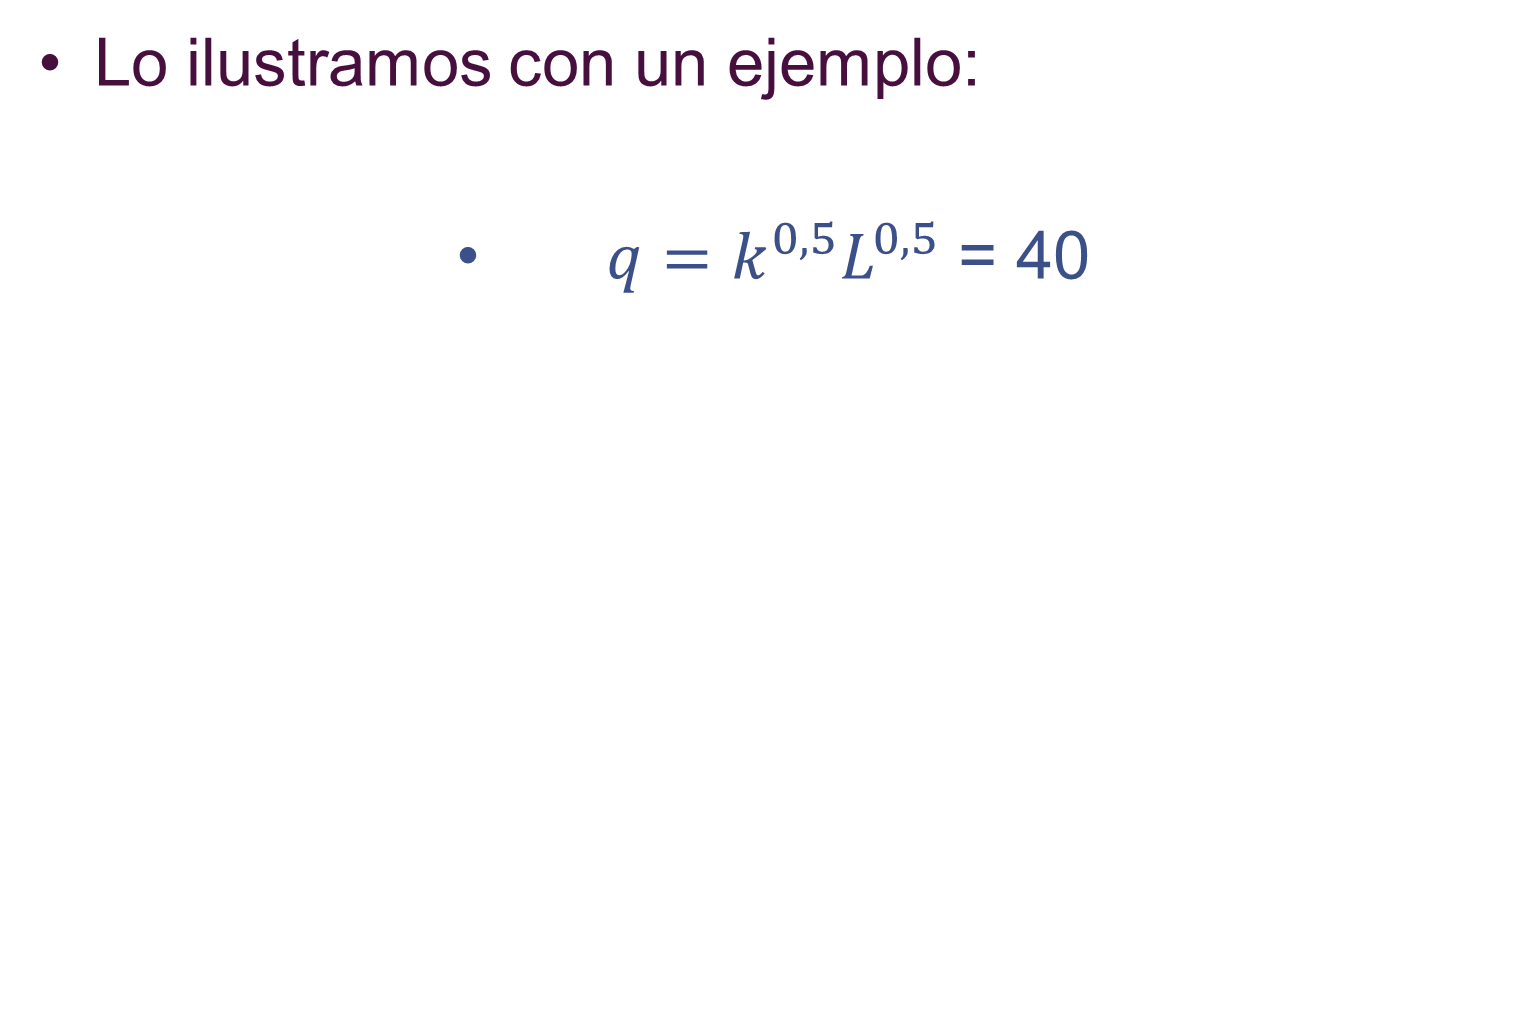 • Lo ilustramos con un ejemplo:
• q = k^{0,5}L^{0,5} = 40